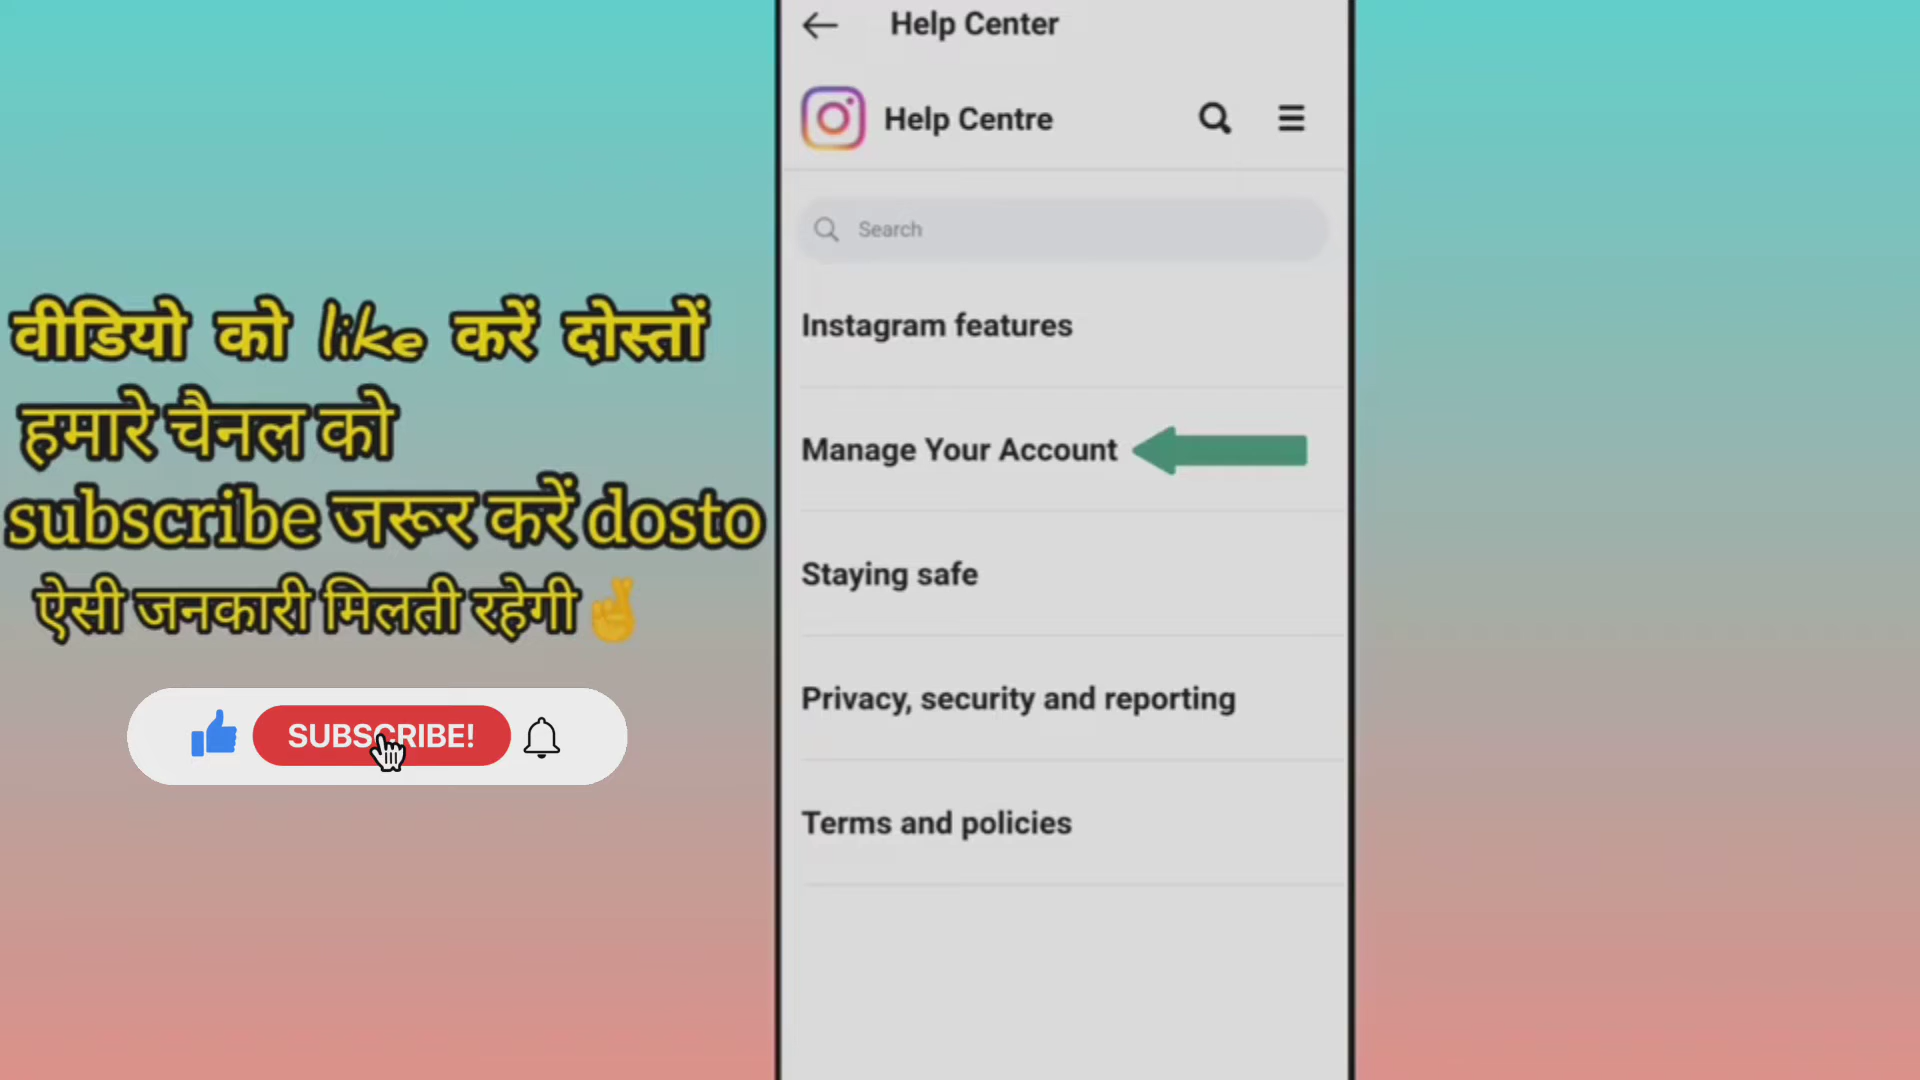 वीडियो को like करें दोस्तों
हमारे चैनल को
subscribe जरूर करें dosto
ऐसी जनकारी मिलती रहेगी🤞
SUBSCRIBE!
Help Center
Help Centre
Search
Instagram features
Manage Your Account
Staying safe
Privacy, security and reporting
Terms and policies